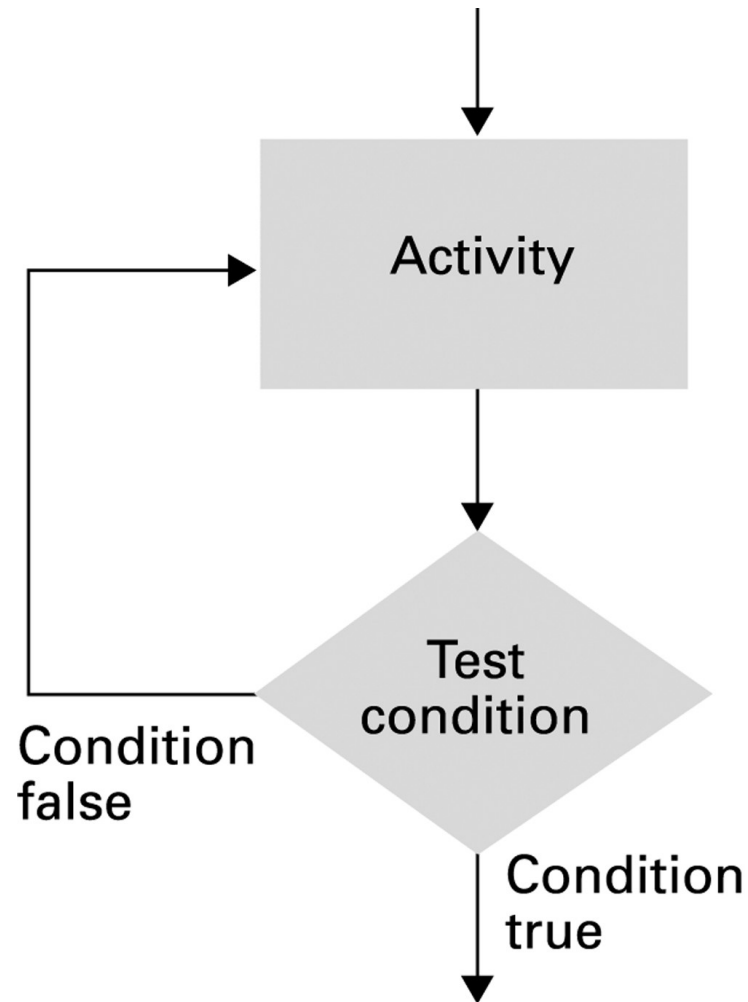 Activity
Test
condition
Condition
false
Condition
true